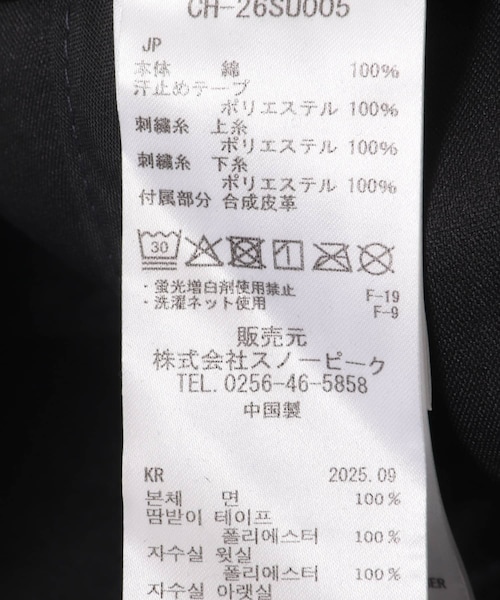 CH-26SU005
JP
本体 綿 100%
汗止めテープ
ポリエステル 100%
刺繍糸 上糸
ポリエステル 100%
刺繍糸 下糸
ポリエステル 100%
付属部分 合成皮革
30
・蛍光増白剤使用禁止 F-19
・洗濯ネット使用 F-9
販売元
株式会社スノーピーク
TEL. 0256-46-5858
中国製
KR 2025.09
본체 면 100%
땀받이 테이프
폴리에스터 100%
자수실 윗실
폴리에스터 100%
자수실 아랫실